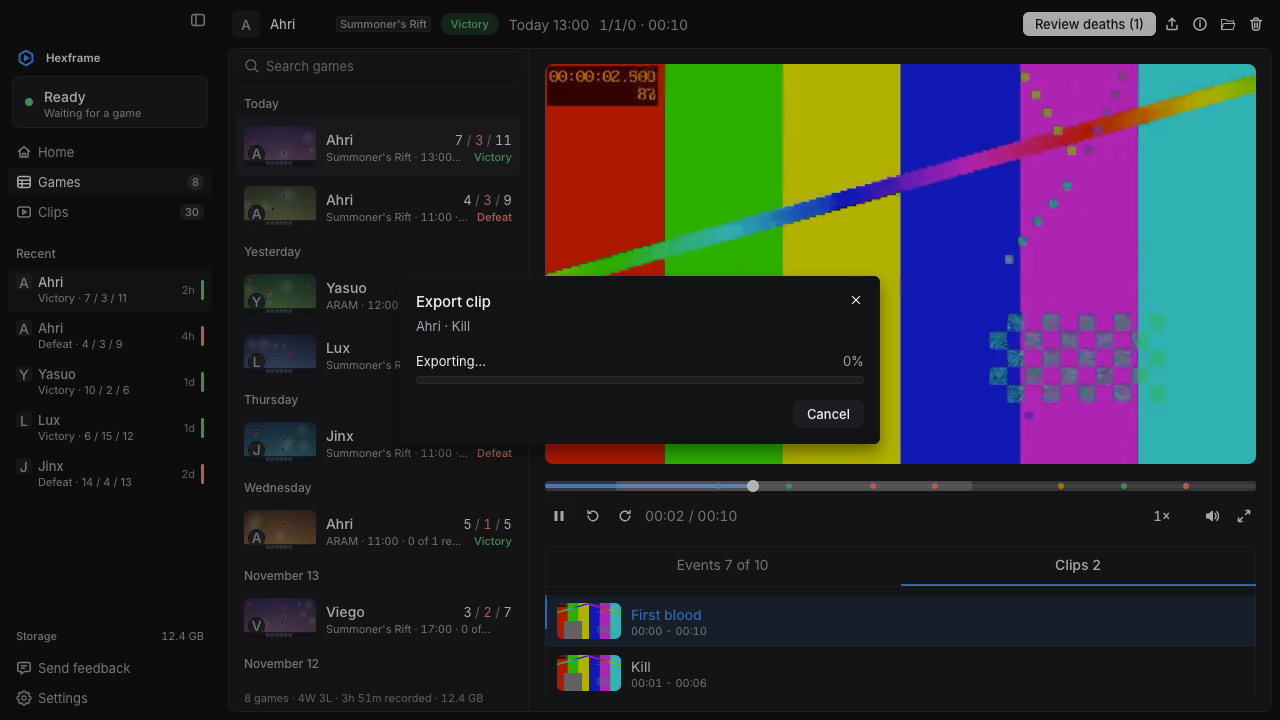 Hexframe
Ready
Waiting for a game
Home
Games 8
Clips 30
Recent
A Ahri
Victory · 7 / 3 / 11 2h
A Ahri
Defeat · 4 / 3 / 9 4h
Y Yasuo
Victory · 10 / 2 / 6 1d
L Lux
Victory · 6 / 15 / 12 1d
J Jinx
Defeat · 14 / 4 / 13 2d
Storage 12.4 GB
Send feedback
Settings
A Ahri Summoner's Rift Victory Today 13:00 1/1/0 · 00:10 Review deaths (1)
Search games
Today
A Ahri 7 / 3 / 11
Summoner's Rift · 13:00... Victory
A Ahri 4 / 3 / 9
Summoner's Rift · 11:00 ·... Defeat
Yesterday
Y Yasuo
ARAM · 12:00
L Lux
Summoner's R
Thursday
J Jinx
Summoner's Rift · 11:00 ·... Defeat
Wednesday
A Ahri 5 / 1 / 5
ARAM · 11:00 · 0 of 1 re... Victory
November 13
V Viego 3 / 2 / 7
Summoner's Rift · 17:00 · 0 of...
November 12
8 games · 4W 3L · 3h 51m recorded · 12.4 GB
00:00:02.500
Export clip
Ahri · Kill
Exporting... 0%
Cancel
00:02 / 00:10 1×
Events 7 of 10 Clips 2
First blood
00:00 - 00:10
Kill
00:01 - 00:06